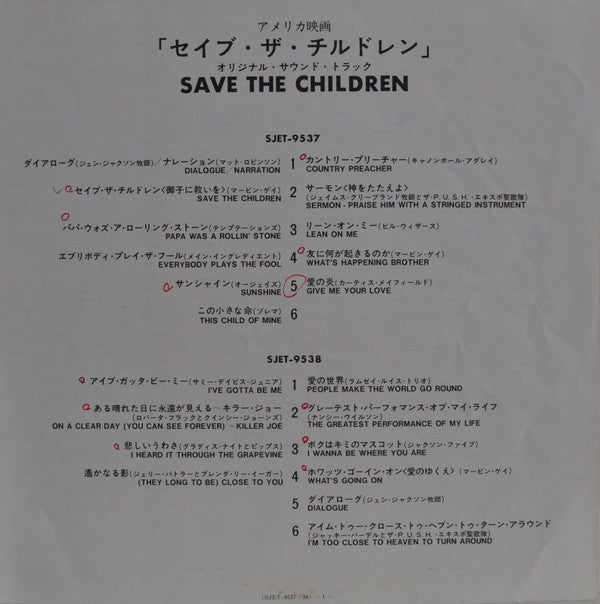 アメリカ映画
「セイブ・ザ・チルドレン」
オリジナル・サウンド・トラック
SAVE THE CHILDREN
SJET-9537
ダイアローグ(ジェシ・ジャクソン牧師)/ナレーション(マット・ロビンソン)
DIALOGUE/NARRATION
1
カントリー・プリーチャー(キャノンボール・アダレイ)
COUNTRY PREACHER
セイブ・ザ・チルドレン〈御子に救いを〉(マービン・ゲイ)
SAVE THE CHILDREN
2
サーモン〈神をたたえよ〉
(ジェイムス・クリーブランド牧師とザ・P.U.S.H.・エキスポ聖歌隊)
SERMON - PRAISE HIM WITH A STRINGED INSTRUMENT
パパ・ウォズ・ア・ローリング・ストーン(テンプテーションズ)
PAPA WAS A ROLLIN' STONE
3
リーン・オン・ミー(ビル・ウィザース)
LEAN ON ME
エブリボディ・プレイ・ザ・フール(メイン・イングレディエント)
EVERYBODY PLAYS THE FOOL
4
友に何が起きるのか(マービン・ゲイ)
WHAT'S HAPPENING BROTHER
サンシャイン(オージェイズ)
SUNSHINE
5
愛の炎(カーティス・メイフィールド)
GIVE ME YOUR LOVE
この小さな命(ゾレマ)
THIS CHILD OF MINE
6
SJET-9538
アイブ・ガッタ・ビー・ミー(サミー・デイビス・ジュニア)
I'VE GOTTA BE ME
1
愛の世界(ラムゼイ・ルイス・トリオ)
PEOPLE MAKE THE WORLD GO ROUND
ある晴れた日に永遠が見える〜キラー・ジョー
(ロバータ・フラックとクインシー・ジョーンズ)
ON A CLEAR DAY (YOU CAN SEE FOREVER) 〜KILLER JOE
2
グレーテスト・パーフォマンス・オブ・マイ・ライフ
(ナンシー・ウイルソン)
THE GREATEST PERFORMANCE OF MY LIFE
悲しいうわさ(グラディス・ナイトとピップス)
I HEARD IT THROUGH THE GRAPEVINE
3
ボクはキミのマスコット(ジャクソン・ファイブ)
I WANNA BE WHERE YOU ARE
遙かなる影(ジェリー・バトラーとブレンダ・リー・イーガー)
(THEY LONG TO BE) CLOSE TO YOU
4
ホワッツ・ゴーイン・オン〈愛のゆくえ〉(マービン・ゲイ)
WHAT'S GOING ON
5
ダイアローグ(ジェシ・ジャクソン牧師)
DIALOGUE
6
アイム・トゥー・クロース・トゥ・ヘブン・トゥ・ターン・アラウンド
(ジャッキー・バーデルとザ・P.U.S.H.・エキスポ聖歌隊)
I'M TOO CLOSE TO HEAVEN TO TURN AROUND
(SJET-9537〜38) - 1 -